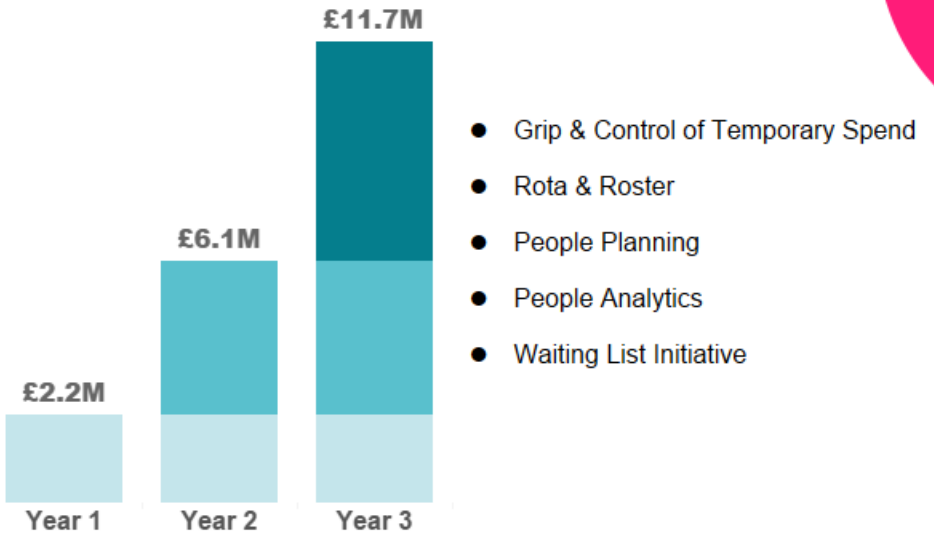 £11.7M
£6.1M
£2.2M
Year 1
Year 2
Year 3
● Grip & Control of Temporary Spend
● Rota & Roster
● People Planning
● People Analytics
● Waiting List Initiative